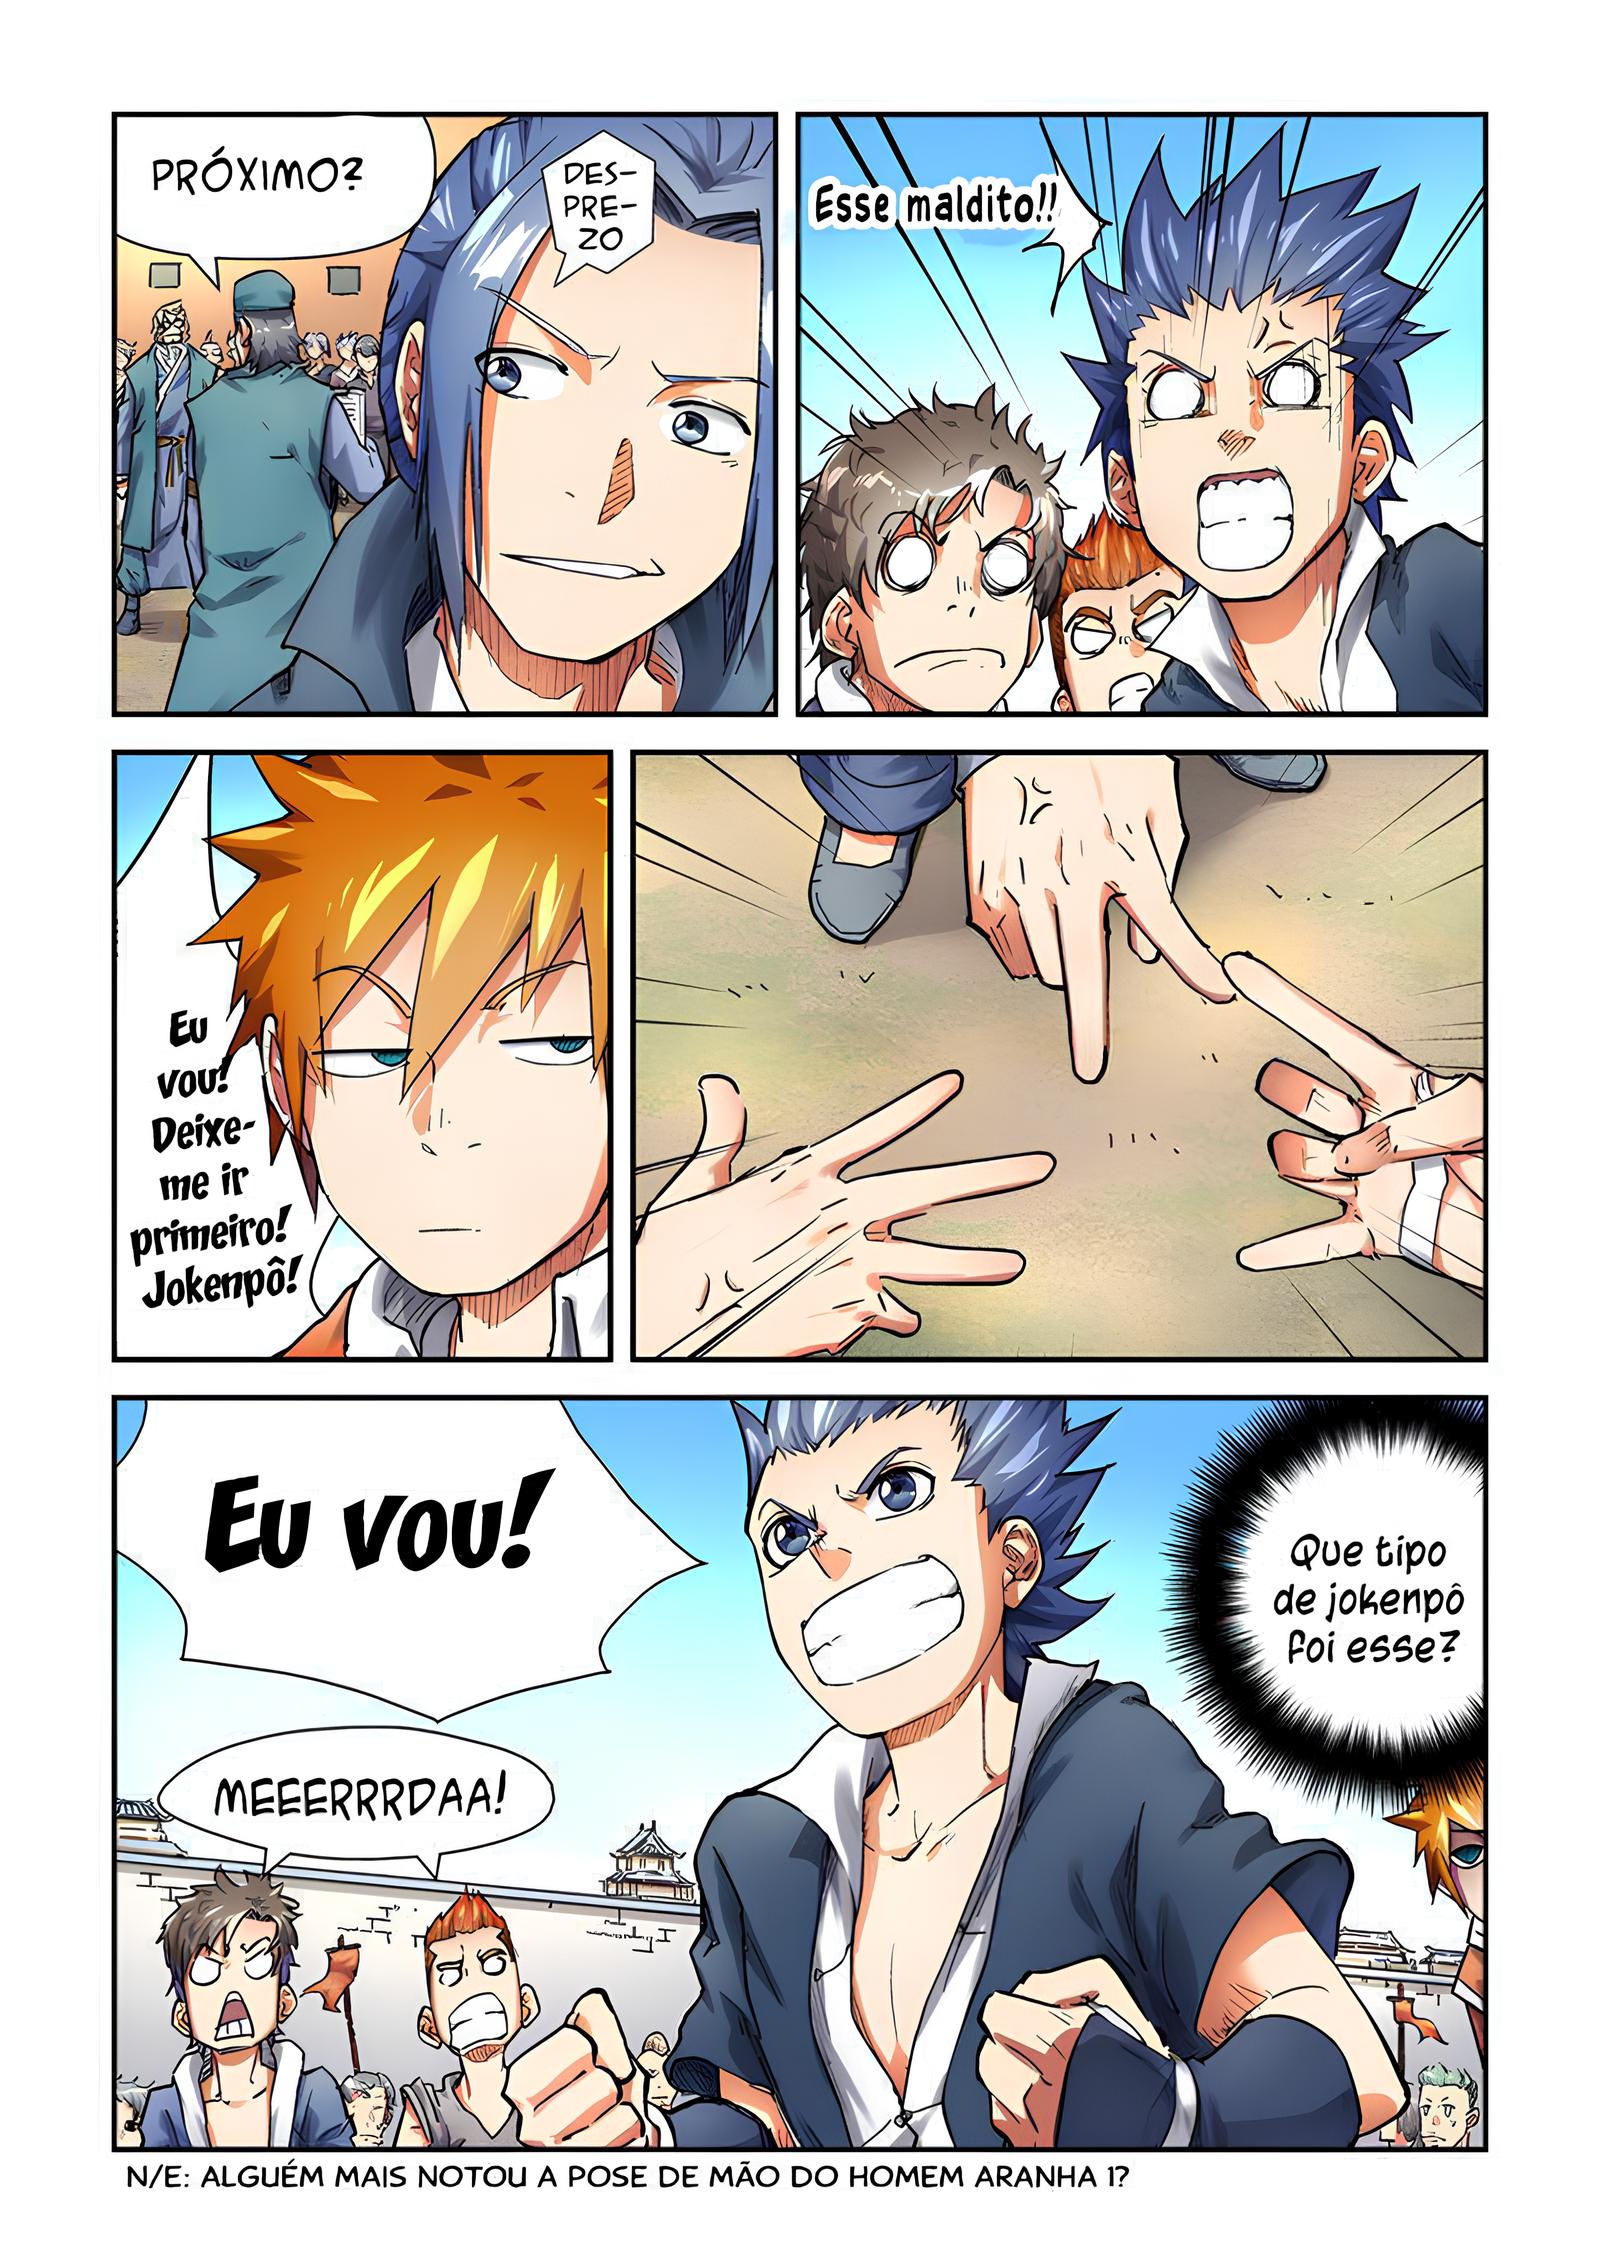 PRÓXIMO?
DES-
PRE-
ZO
Esse maldito!!
Eu
vou!
Deixe-
me ir
primeiro!
Jokenpô!
Eu vou!
Que tipo
de jokenpô
foi esse?
MEEERRRDAA!
N/E: ALGUÉM MAIS NOTOU A POSE DE MÃO DO HOMEM ARANHA 1?